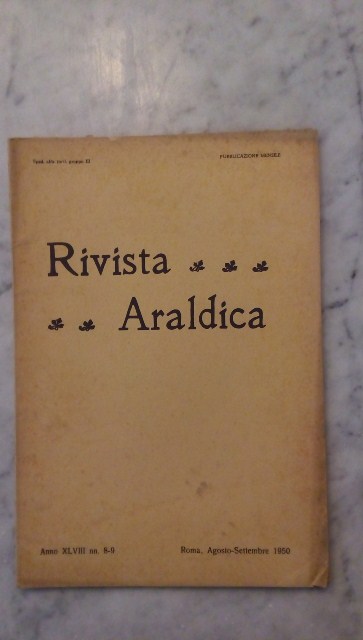 PUBBLICAZIONE MENSILE
Rivista
Araldica
Anno XLVIII nn. 8-9
Roma, Agosto-Settembre 1950